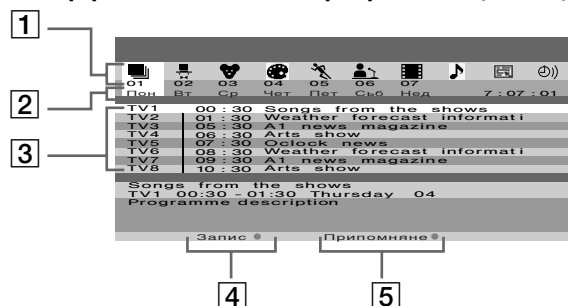 1
01 02 03 04 05 06 07
2
Пон Вт Ср Чет Пет Съб Нед 7 : 07 : 01
3
TV1 00 : 30 Songs from the shows
TV2 01 : 30 Weather forecast informati
TV3 05 : 30 A1 news magazine
TV4 06 : 30 Arts show
TV5 07 : 30 Oclock news
TV6 08 : 30 Weather forecast informati
TV7 09 : 30 A1 news magazine
TV8 10 : 30 Arts show
Songs from the shows
TV1 00:30 - 01:30 Thursday 04
Programme description
Запис Припомняне
4 5